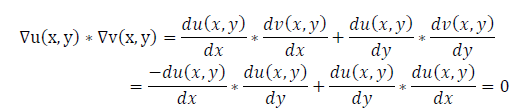 ∇u(x,y) * ∇v(x,y) = du(x,y)/dx * dv(x,y)/dx + du(x,y)/dy * dv(x,y)/dy
= −du(x,y)/dx * du(x,y)/dy + du(x,y)/dy * du(x,y)/dx = 0